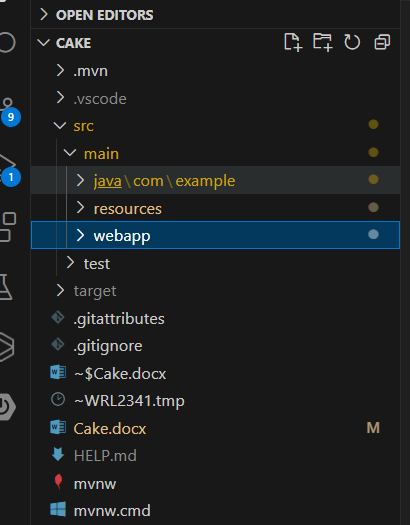 OPEN EDITORS
CAKE
.mvn
.vscode
src
main
java\com\example
resources
webapp
test
target
.gitattributes
.gitignore
~$Cake.docx
~WRL2341.tmp
Cake.docx M
HELP.md
mvnw
mvnw.cmd
9
1